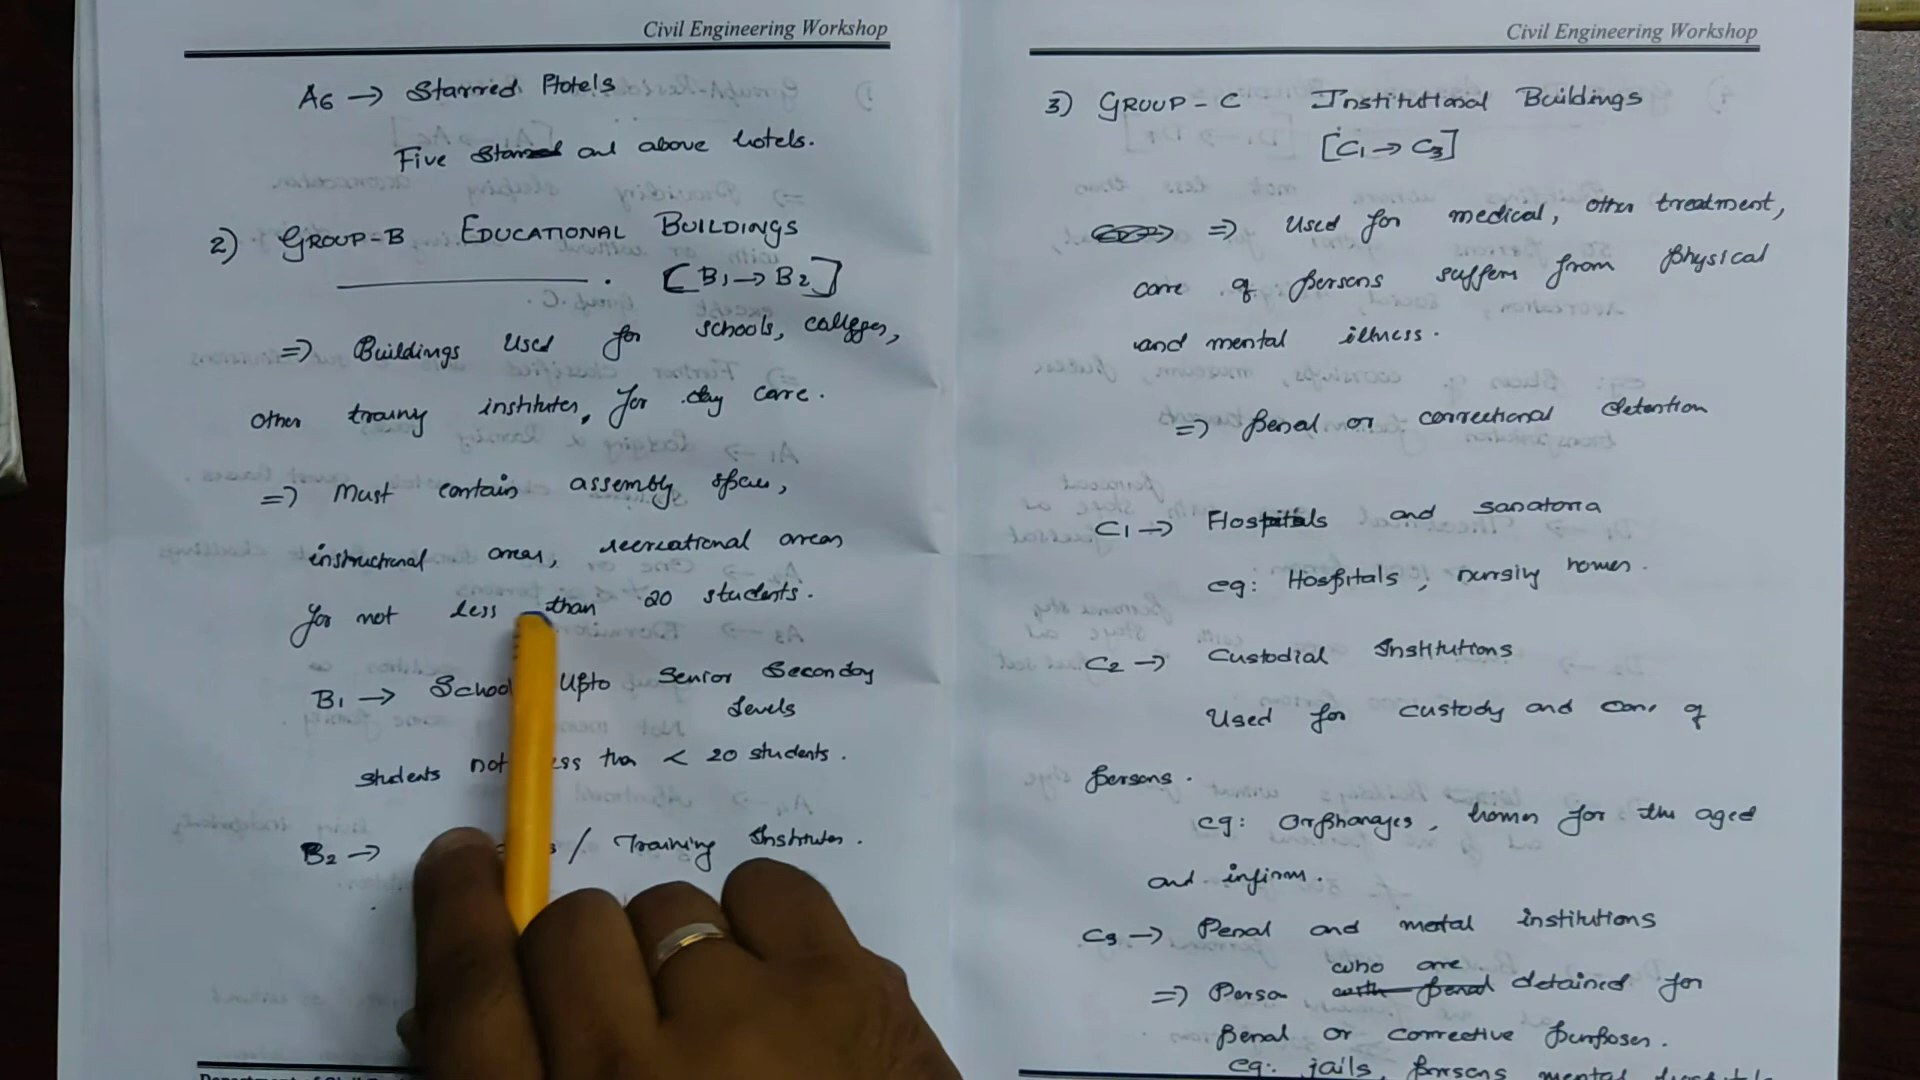 Civil Engineering Workshop
A6 → Starred Hotels
Five Starred and above hotels.
2) GROUP-B EDUCATIONAL BUILDINGS
[B1 → B2]
⇒ Buildings Used for schools, colleges,
other training institutes, for day care.
⇒ Must contain assembly space,
instructional areas, recreational areas
for not less than 20 students.
B1 → School Upto Senior Seconday
levels
students not less than < 20 students.
B2 → / Training Institutes.
Civil Engineering Workshop
3) GROUP-C Institutional Buildings
[C1 → C3]
⇒ Used for medical, other treatment,
care of persons suffers from physical
and mental illness.
⇒ penal or correctional detention
C1 → Hospitals and sanatoria
eg: Hospitals, nursing homes.
C2 → Custodial Institutions
Used for custody and care of
persons.
eg: Orphanages, homes for the aged
and infirm.
C3 → Penal and mental institutions
⇒ Person who are detained for
penal or corrective purposes.
eg: jails, prisons mental